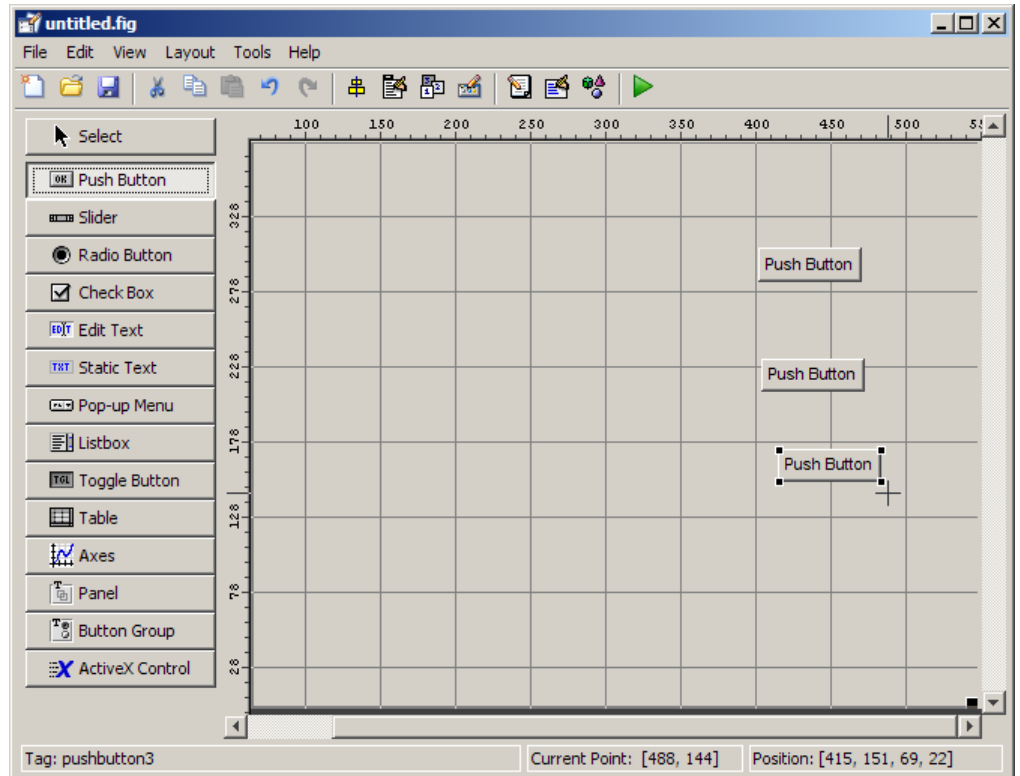 untitled.fig
File Edit View Layout Tools Help
Select
Push Button
Slider
Radio Button
Check Box
EDIT Edit Text
TXT Static Text
Pop-up Menu
Listbox
TGL Toggle Button
Table
Axes
Panel
Button Group
ActiveX Control
100 150 200 250 300 350 400 450 500
328
278
228
178
128
78
28
Push Button
Push Button
Push Button
Tag: pushbutton3
Current Point: [488, 144]
Position: [415, 151, 69, 22]